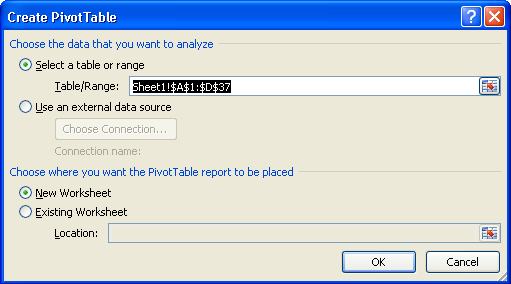 Create PivotTable
Choose the data that you want to analyze
Select a table or range
Table/Range: Sheet1!$A$1:$D$37
Use an external data source
Choose Connection...
Connection name:
Choose where you want the PivotTable report to be placed
New Worksheet
Existing Worksheet
Location:
OK Cancel